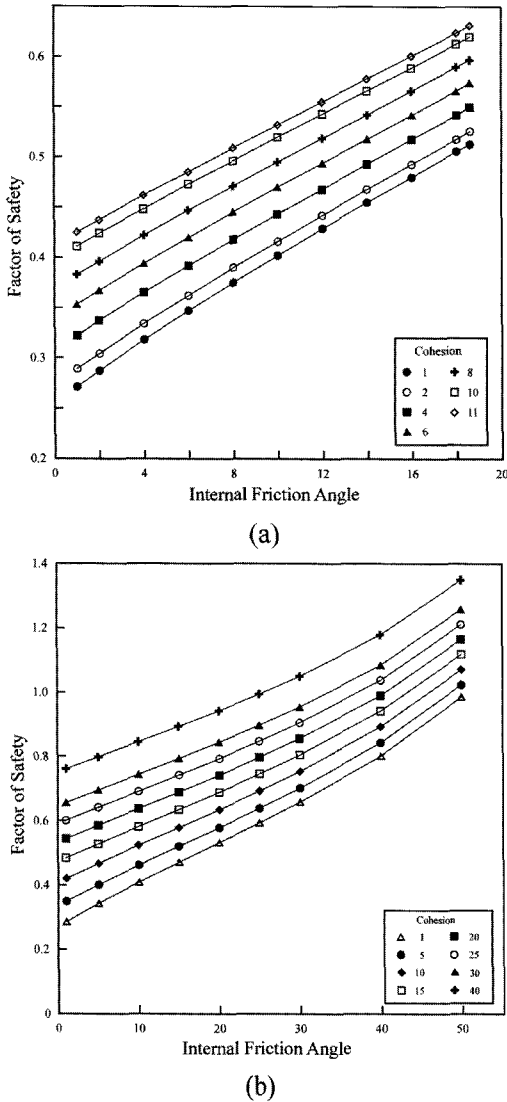 0.6
0.5
0.4
0.3
0.2
Factor of Safety
0 4 8 12 16 20
Internal Friction Angle
Cohesion
1 8
2 10
4 11
6
(a)
1.4
1.2
1.0
0.8
0.6
0.4
0.2
0
Factor of Safety
0 10 20 30 40 50
Internal Friction Angle
Cohesion
1 20
5 25
10 30
15 40
(b)